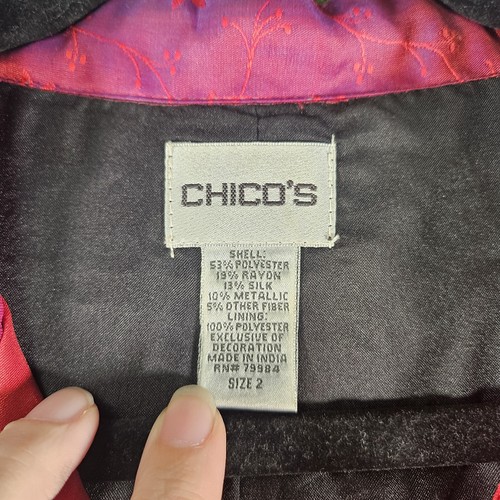 CHICO'S
SHELL:
53% POLYESTER
19% RAYON
13% SILK
10% METALLIC
5% OTHER FIBER
LINING:
100% POLYESTER
EXCLUSIVE OF
DECORATION
MADE IN INDIA
RN# 79984
SIZE 2